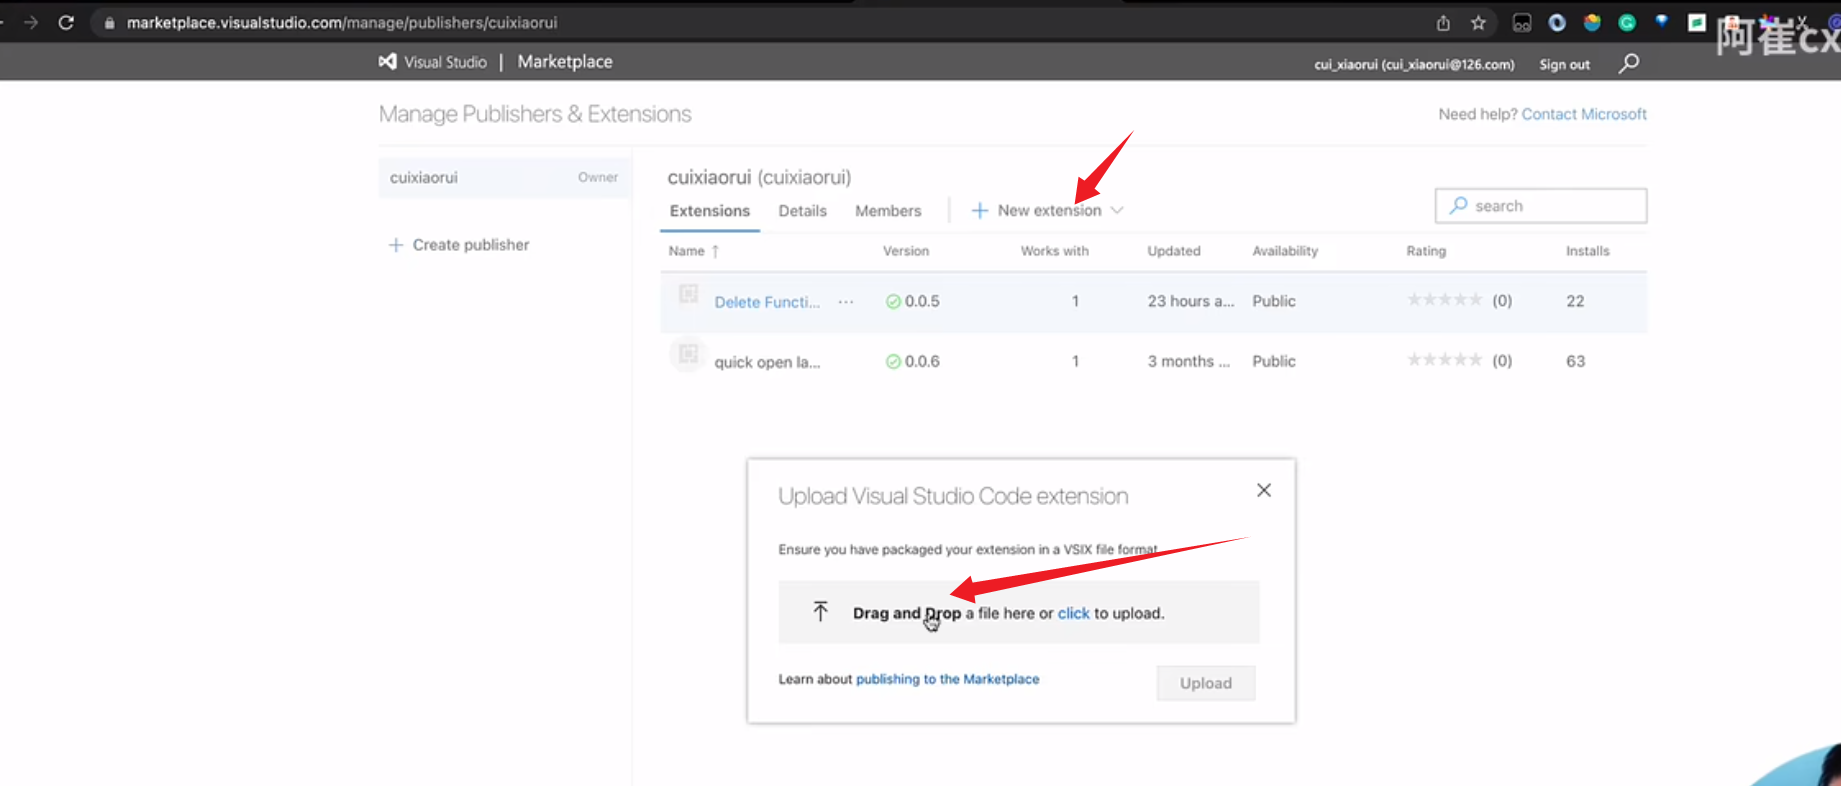 marketplace.visualstudio.com/manage/publishers/cuixiaorui
阿崔cx
Visual Studio | Marketplace
cui_xiaorui (cui_xiaorui@126.com) Sign out
Manage Publishers & Extensions
Need help? Contact Microsoft
cuixiaorui Owner
cuixiaorui (cuixiaorui)
Extensions Details Members + New extension
search
+ Create publisher
Name ↑ Version Works with Updated Availability Rating Installs
Delete Functi... ... 0.0.5 1 23 hours a... Public (0) 22
quick open la... 0.0.6 1 3 months ... Public (0) 63
Upload Visual Studio Code extension
Ensure you have packaged your extension in a VSIX file format
Drag and Drop a file here or click to upload.
Learn about publishing to the Marketplace
Upload